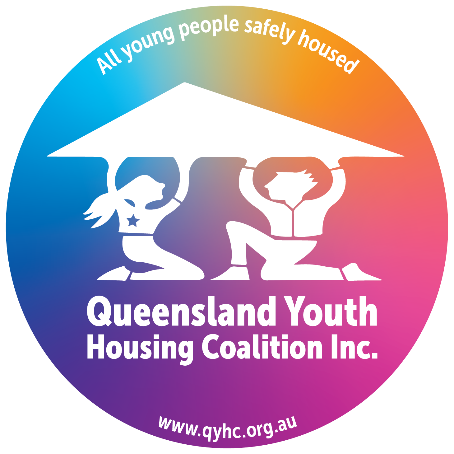 All young people safely housed
Queensland Youth
Housing Coalition Inc.
www.qyhc.org.au